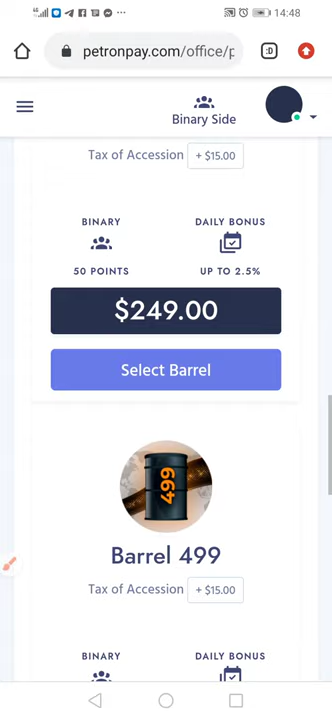 14:48
petronpay.com/office/p
:D
Binary Side
Tax of Accession + $15.00
BINARY DAILY BONUS
50 POINTS UP TO 2.5%
$249.00
Select Barrel
499
Barrel 499
Tax of Accession + $15.00
BINARY DAILY BONUS